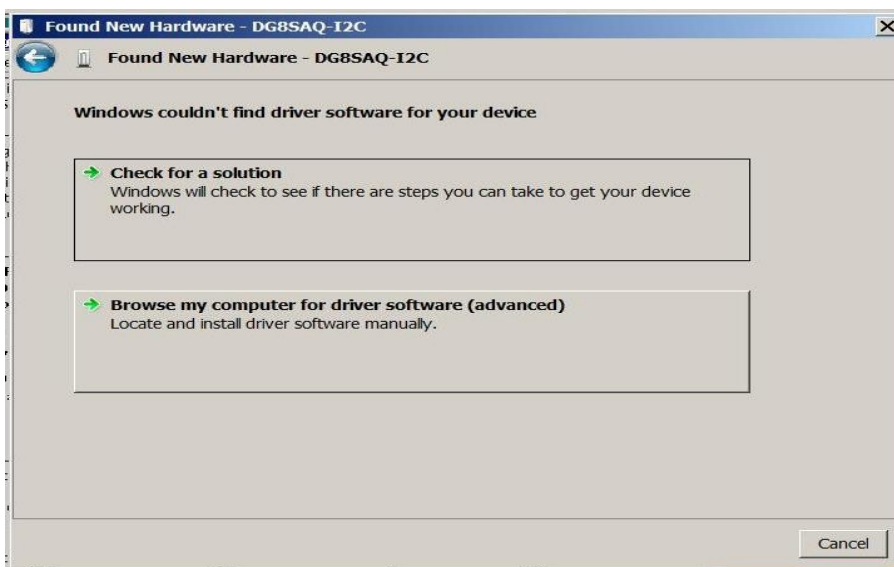 Found New Hardware - DG8SAQ-I2C
Found New Hardware - DG8SAQ-I2C
Windows couldn't find driver software for your device
Check for a solution
Windows will check to see if there are steps you can take to get your device
working.
Browse my computer for driver software (advanced)
Locate and install driver software manually.
Cancel